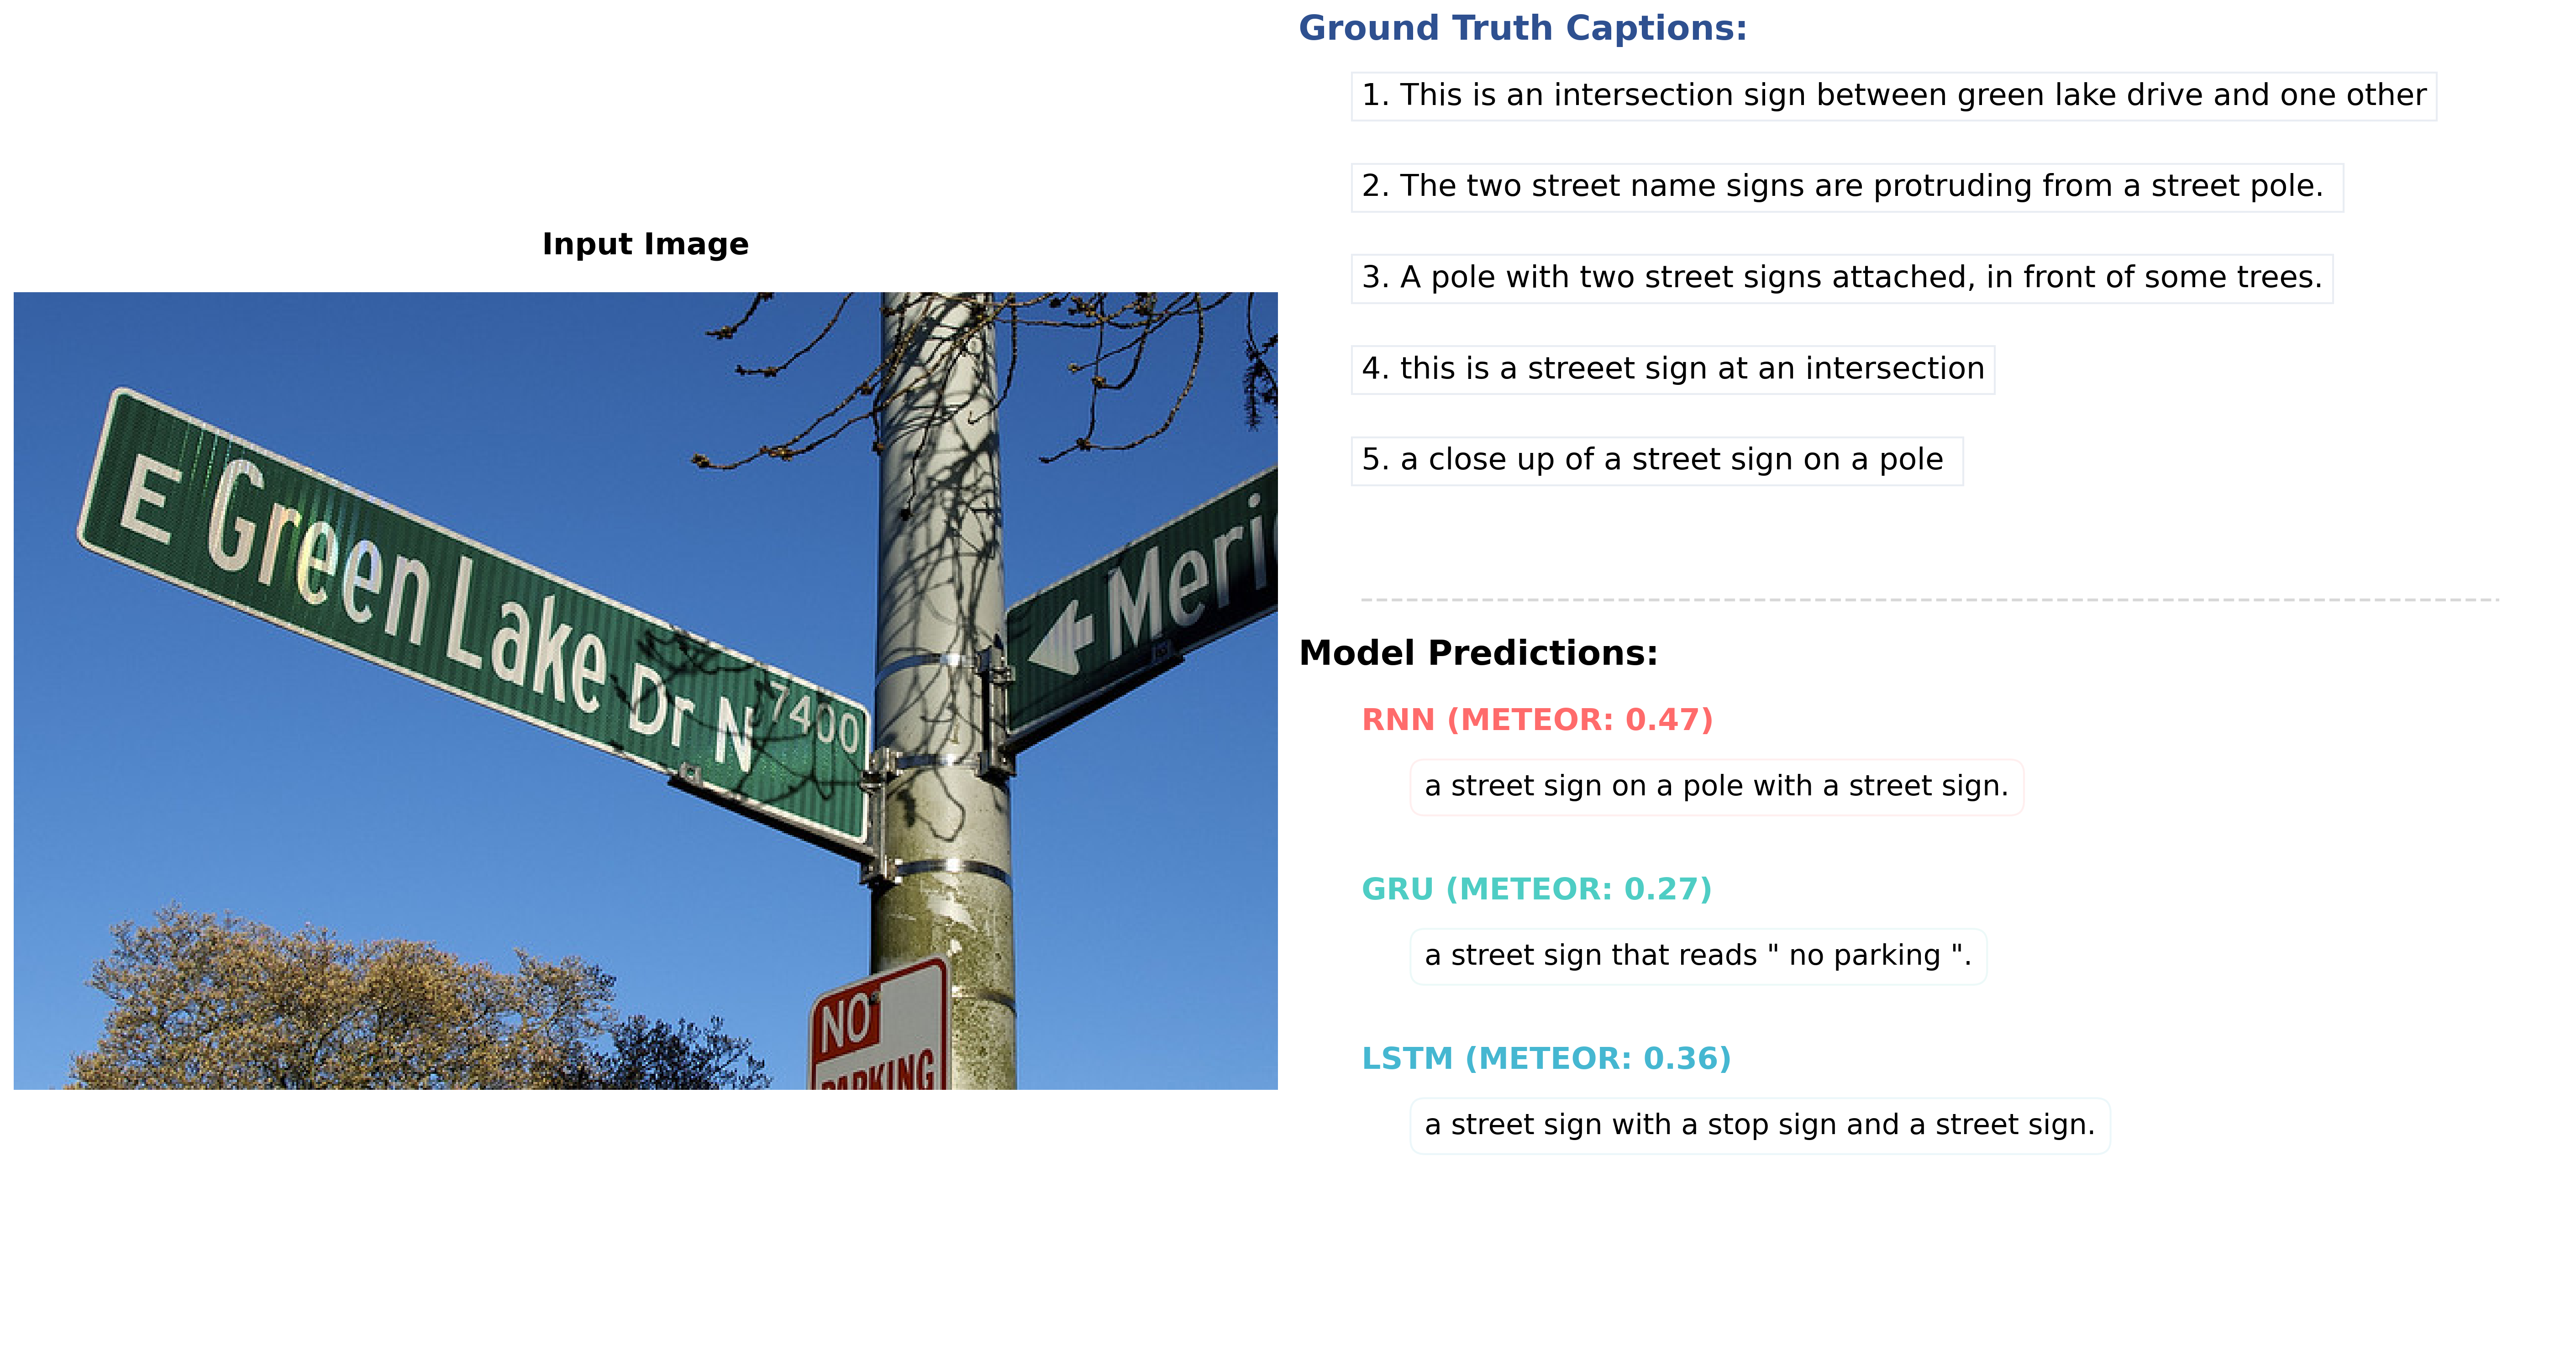 Ground Truth Captions:
1. This is an intersection sign between green lake drive and one other
2. The two street name signs are protruding from a street pole.
3. A pole with two street signs attached, in front of some trees.
4. this is a streeet sign at an intersection
5. a close up of a street sign on a pole
Input Image
E Green Lake Dr N 7400
Meri
NO
PARKING
Model Predictions:
RNN (METEOR: 0.47)
a street sign on a pole with a street sign.
GRU (METEOR: 0.27)
a street sign that reads " no parking ".
LSTM (METEOR: 0.36)
a street sign with a stop sign and a street sign.